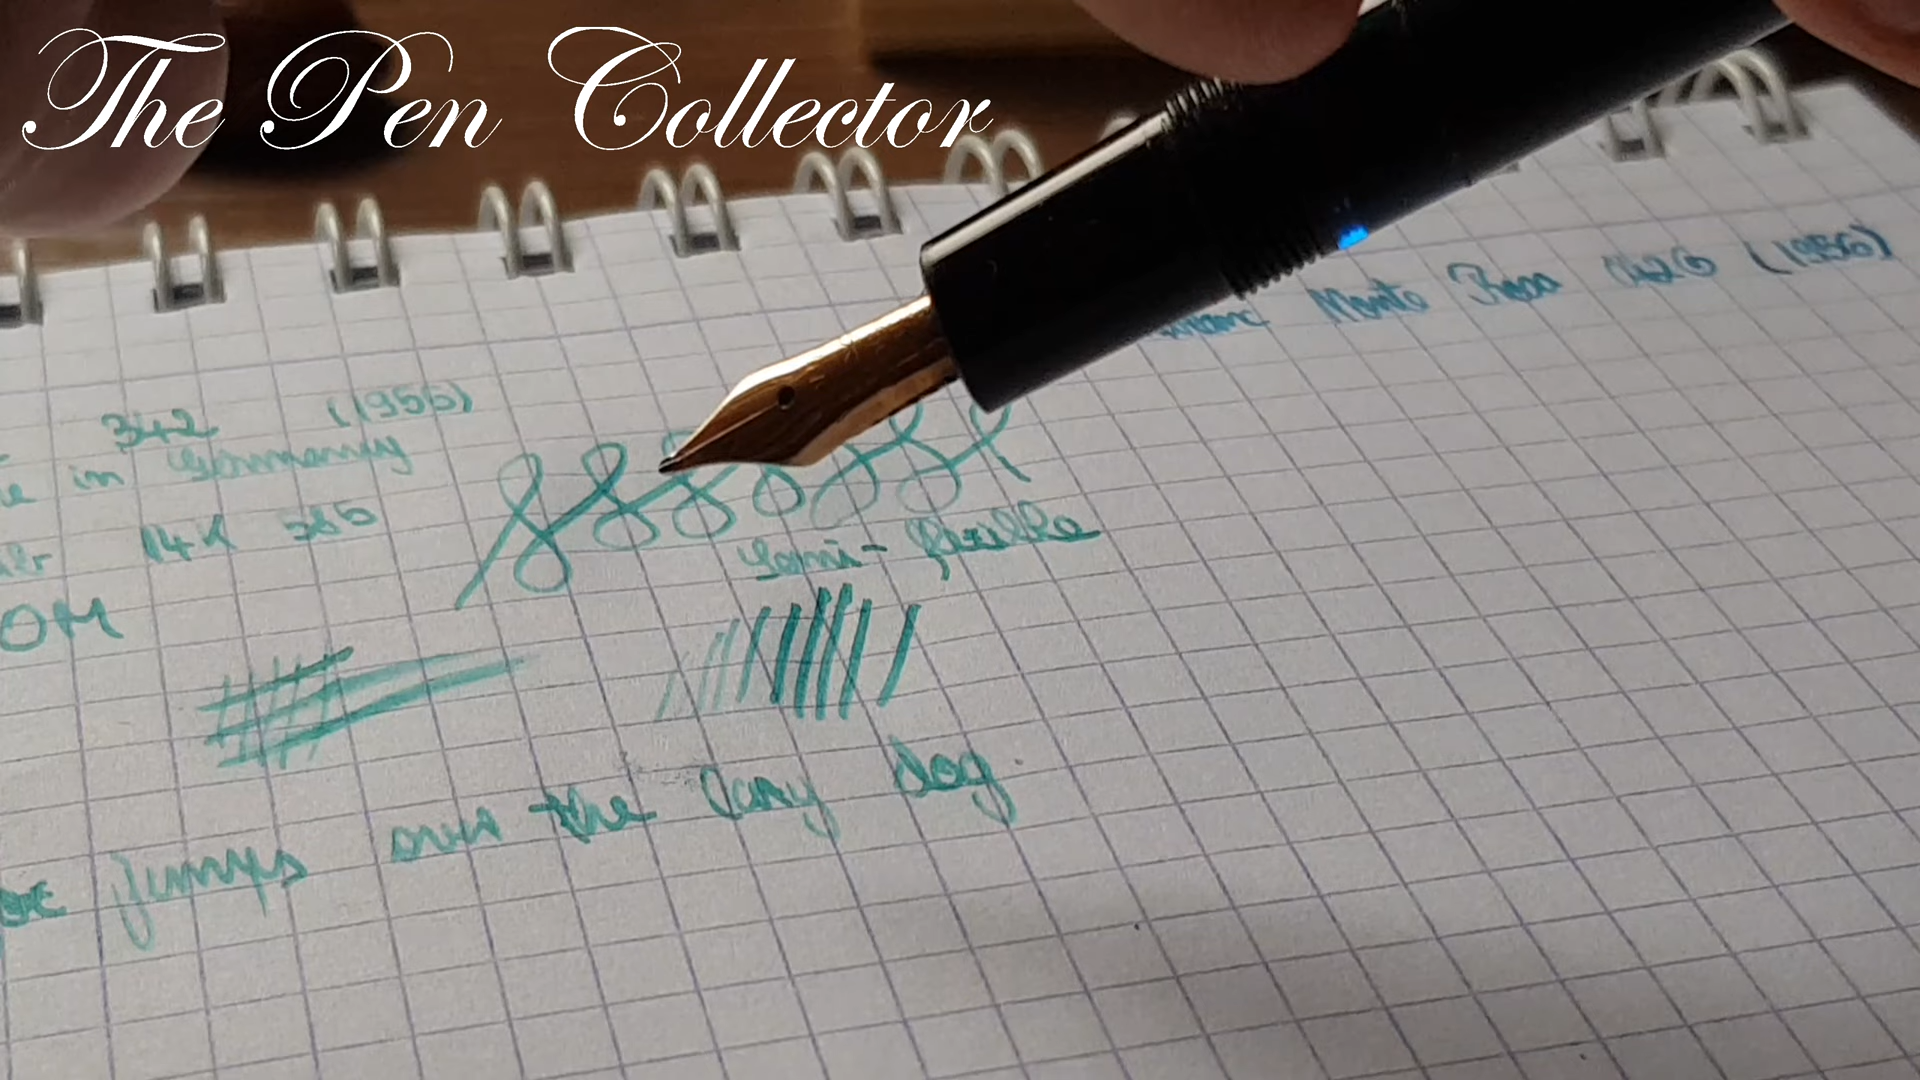 The Pen Collector
Monte Rosa 042G (1956)
342 (1956)
in Germany
14K 585
OM
Semi-flexible
jumps over the lazy dog.